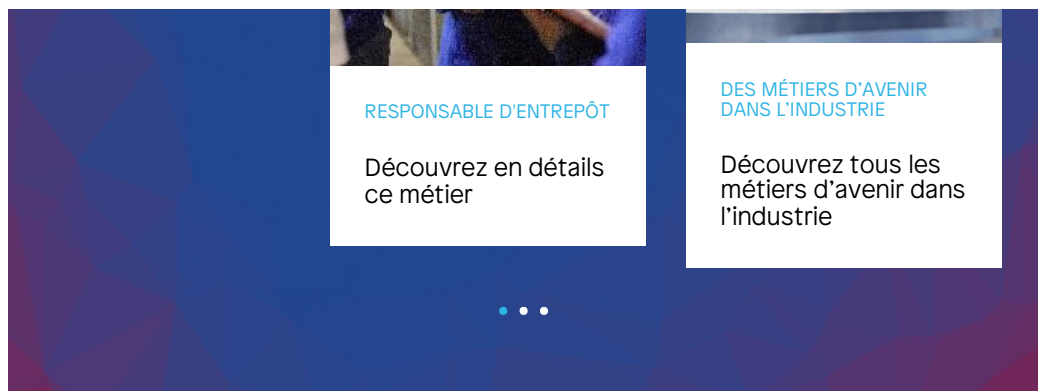 RESPONSABLE D'ENTREPÔT
Découvrez en détails
ce métier
DES MÉTIERS D’AVENIR
DANS L’INDUSTRIE
Découvrez tous les
métiers d’avenir dans
l’industrie